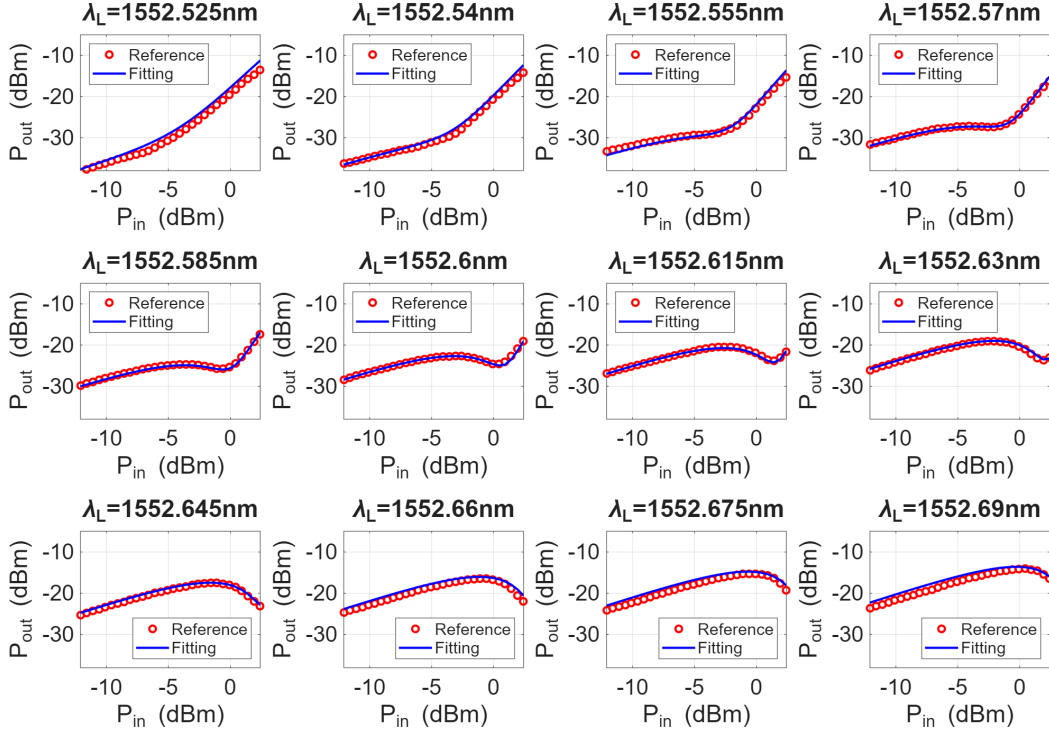 λL=1552.525nm
-10
-20
-30
Pout (dBm)
Reference
Fitting
-10 -5 0
Pin (dBm)
λL=1552.54nm
-10
-20
-30
Pout (dBm)
Reference
Fitting
-10 -5 0
Pin (dBm)
λL=1552.555nm
-10
-20
-30
Pout (dBm)
Reference
Fitting
-10 -5 0
Pin (dBm)
λL=1552.57nm
-10
-20
-30
Pout (dBm)
Reference
Fitting
-10 -5 0
Pin (dBm)
λL=1552.585nm
-10
-20
-30
Pout (dBm)
Reference
Fitting
-10 -5 0
Pin (dBm)
λL=1552.6nm
-10
-20
-30
Pout (dBm)
Reference
Fitting
-10 -5 0
Pin (dBm)
λL=1552.615nm
-10
-20
-30
Pout (dBm)
Reference
Fitting
-10 -5 0
Pin (dBm)
λL=1552.63nm
-10
-20
-30
Pout (dBm)
Reference
Fitting
-10 -5 0
Pin (dBm)
λL=1552.645nm
-10
-20
-30
Pout (dBm)
Reference
Fitting
-10 -5 0
Pin (dBm)
λL=1552.66nm
-10
-20
-30
Pout (dBm)
Reference
Fitting
-10 -5 0
Pin (dBm)
λL=1552.675nm
-10
-20
-30
Pout (dBm)
Reference
Fitting
-10 -5 0
Pin (dBm)
λL=1552.69nm
-10
-20
-30
Pout (dBm)
Reference
Fitting
-10 -5 0
Pin (dBm)